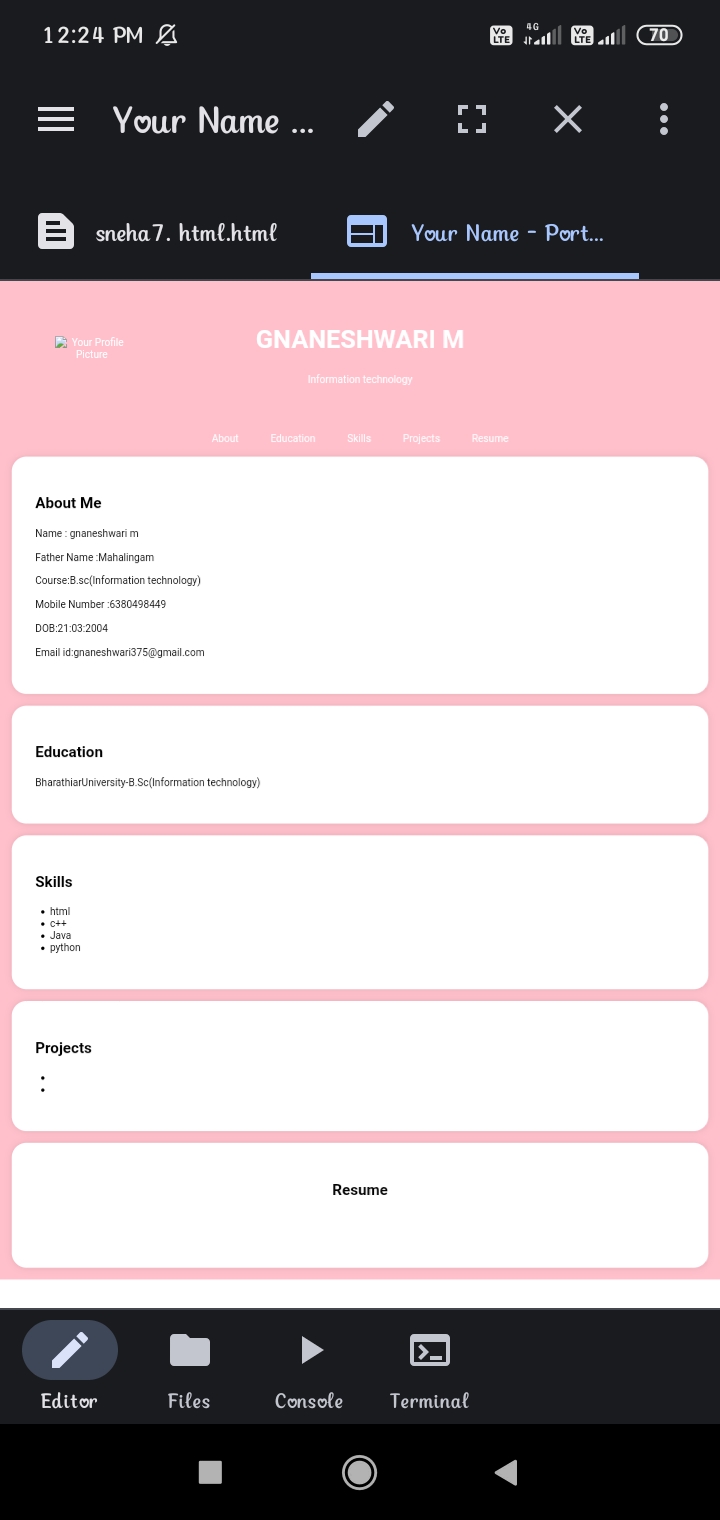 12:24 PM
Vo LTE 4G Vo LTE 70
Your Name ...
sneha7. html.html
Your Name - Port...
Your Profile
Picture
GNANESHWARI M
Information technology
About Education Skills Projects Resume
About Me
Name : gnaneshwari m
Father Name :Mahalingam
Course:B.sc(Information technology)
Mobile Number :6380498449
DOB:21:03:2004
Email id:gnaneshwari375@gmail.com
Education
BharathiarUniversity-B.Sc(Information technology)
Skills
html
c++
Java
python
Projects
Resume
Editor Files Console Terminal